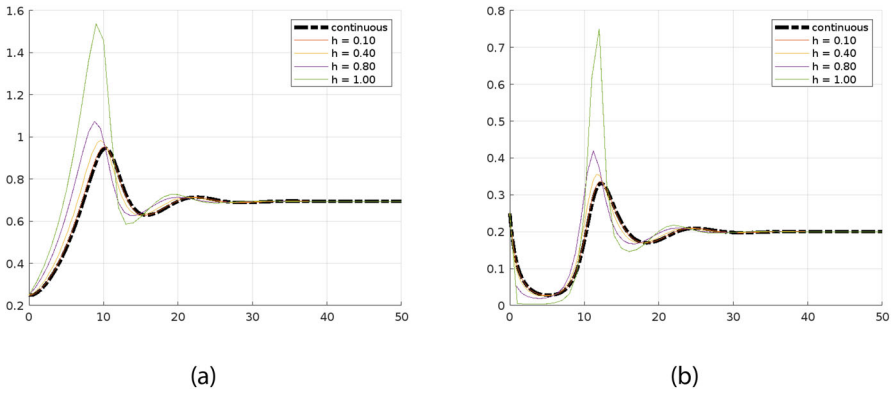 1.6
1.4
1.2
1
0.8
0.6
0.4
0.2
0 10 20 30 40 50
continuous
h = 0.10
h = 0.40
h = 0.80
h = 1.00
(a)
0.8
0.7
0.6
0.5
0.4
0.3
0.2
0.1
0
0 10 20 30 40 50
continuous
h = 0.10
h = 0.40
h = 0.80
h = 1.00
(b)